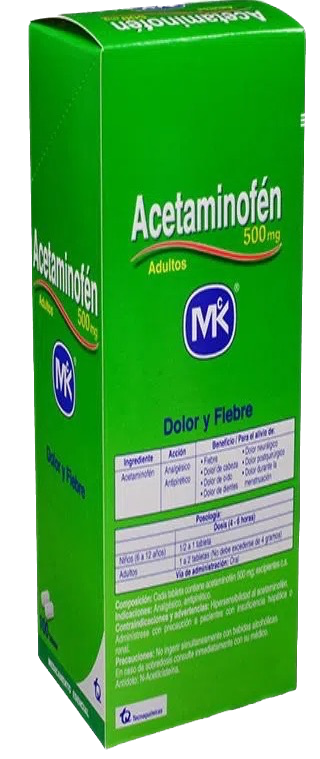 Acetaminofén
Acetaminofén
500mg
Adultos
MK
®
Dolor y Fiebre
Ingrediente Acción Beneficio / Para el alivio de:
Acetaminofén Analgésico
Antipirético
• Fiebre
• Dolor de cabeza
• Dolor de oído
• Dolor de dientes
• Dolor neurálgico
• Dolor postquirúrgico
• Dolor durante la
menstruación
Posología
Dosis (4 - 6 horas)
Niños (6 a 12 años) 1/2 a 1 tableta
Adultos 1 a 2 tabletas (No debe excederse de 4 gramos)
Vía de administración: Oral
Composición: Cada tableta contiene acetaminofén 500 mg, excipientes c.s.
Indicaciones: Analgésico, antipirético.
Contraindicaciones y advertencias: Hipersensibilidad al acetaminofén.
Adminístrese con precaución a pacientes con insuficiencia hepática o
renal.
Precauciones: No ingerir simultáneamente con bebidas alcohólicas.
En caso de sobredosis consulte inmediatamente con su médico.
Antídoto: N-Acetilcisteína.
TQ Tecnoquímicas
Acetaminofén
500mg
Adultos
MK
Dolor y Fiebre
MEDICAMENTO ESENCIAL
TQ